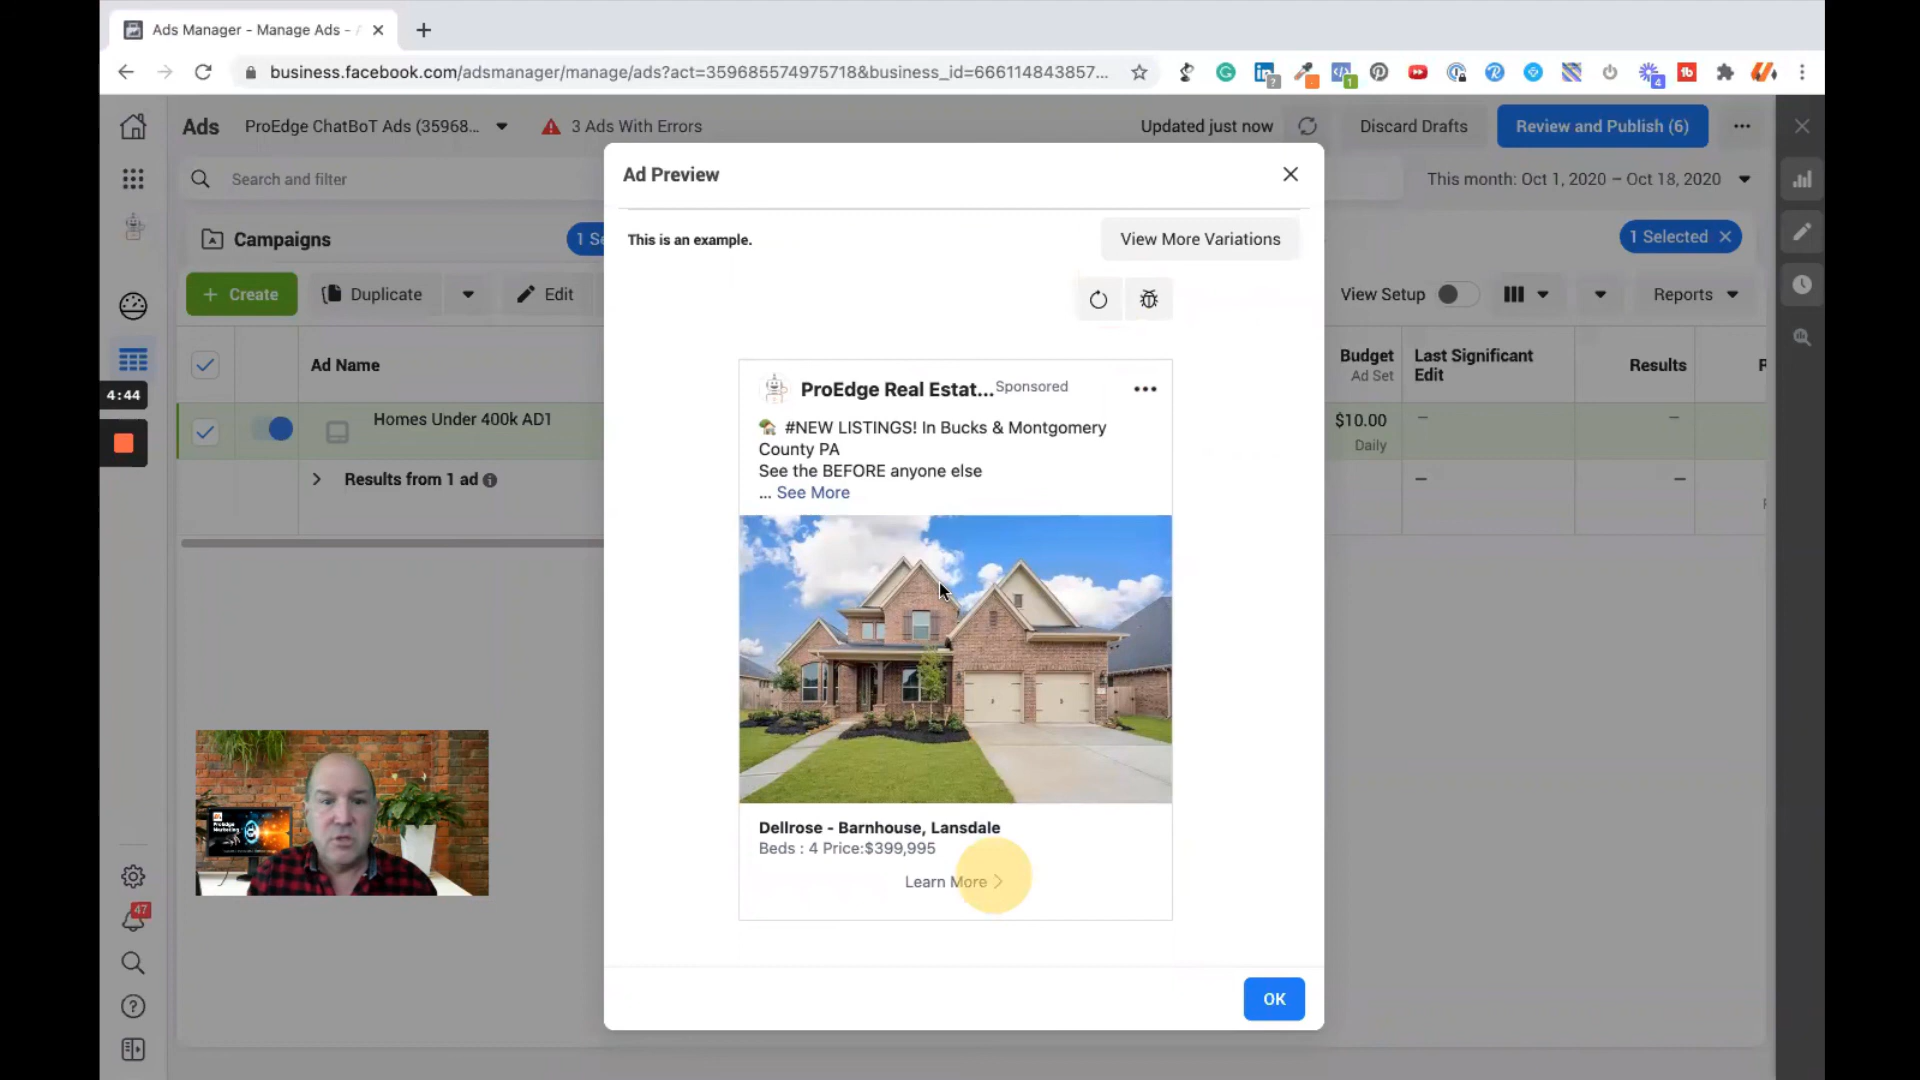 Ads Manager - Manage Ads -
business.facebook.com/adsmanager/manage/ads?act=359685574975718&business_id=666114843857...
Ads
ProEdge ChatBoT Ads (35968...
3 Ads With Errors
Updated just now
Discard Drafts
Review and Publish (6)
Search and filter
This month: Oct 1, 2020 – Oct 18, 2020
Campaigns
1 Se
1 Selected
Create
Duplicate
Edit
View Setup
Reports
Ad Name
Budget
Ad Set
Last Significant
Edit
Results
4:44
Homes Under 400k AD1
$10.00
Daily
Results from 1 ad
47
Ad Preview
This is an example.
View More Variations
ProEdge Real Estat...
Sponsored
#NEW LISTINGS! In Bucks & Montgomery
County PA
See the BEFORE anyone else
... See More
Dellrose - Barnhouse, Lansdale
Beds : 4 Price:$399,995
Learn More
OK
ProEdge
Marketing